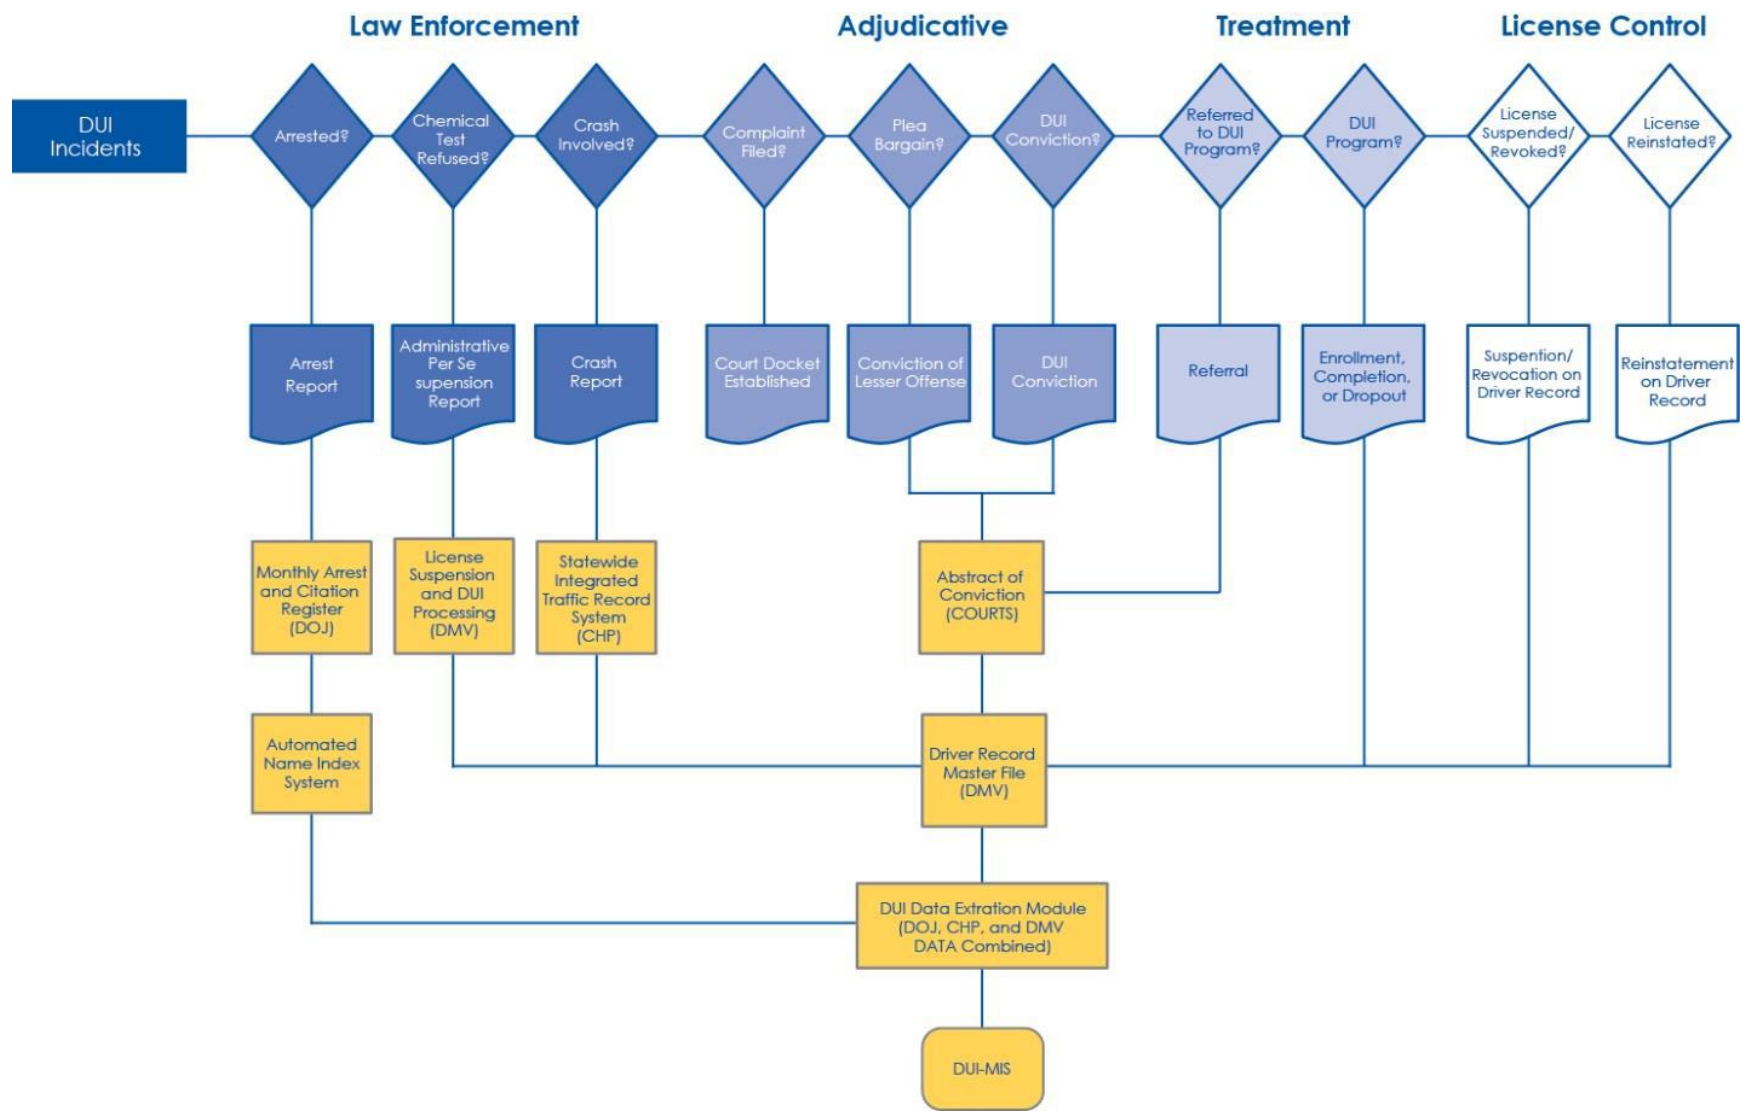 Law Enforcement
Adjudicative
Treatment
License Control
DUI
Incidents
Arrested?
Chemical
Test
Refused?
Crash
Involved?
Complaint
Filed?
Plea
Bargain?
DUI
Conviction?
Referred
to DUI
Program?
DUI
Program?
License
Suspended/
Revoked?
License
Reinstated?
Arrest
Report
Administrative
Per Se
supension
Report
Crash
Report
Court Docket
Established
Conviction of
Lesser Offense
DUI
Conviction
Referral
Enrollment,
Completion,
or Dropout
Suspention/
Revocation on
Driver Record
Reinstatement
on Driver
Record
Monthly Arrest
and Citation
Register
(DOJ)
License
Suspension
and DUI
Processing
(DMV)
Statewide
Integrated
Traffic Record
System
(CHP)
Abstract of
Conviction
(COURTS)
Automated
Name Index
System
Driver Record
Master File
(DMV)
DUI Data Extration Module
(DOJ, CHP, and DMV
DATA Combined)
DUI-MIS